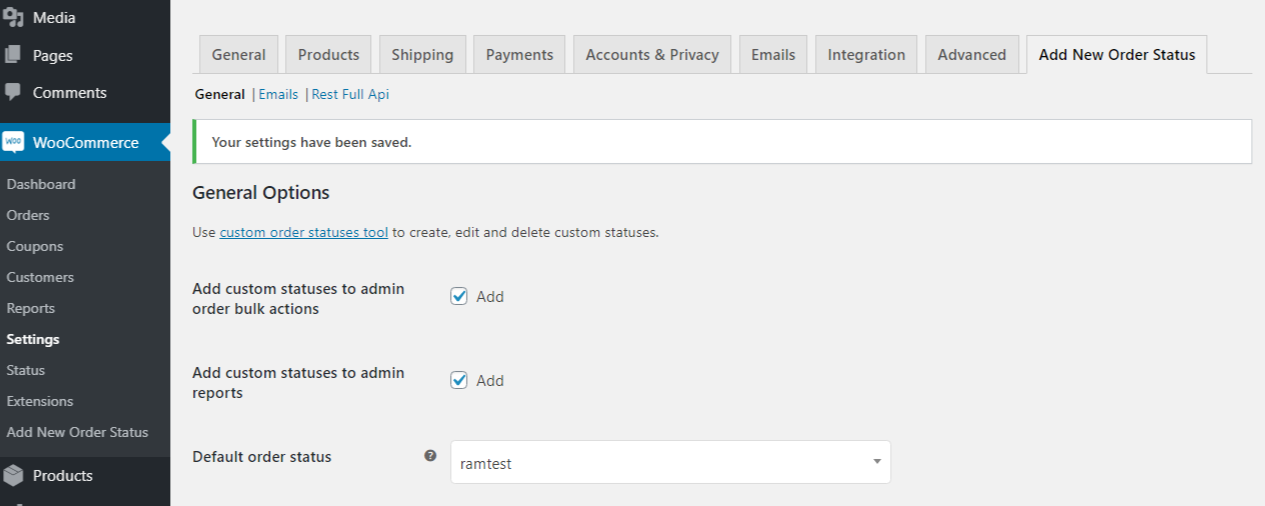 Media
Pages
Comments
WooCommerce
Dashboard
Orders
Coupons
Customers
Reports
Settings
Status
Extensions
Add New Order Status
Products
General
Products
Shipping
Payments
Accounts & Privacy
Emails
Integration
Advanced
Add New Order Status
General | Emails | Rest Full Api
Your settings have been saved.
General Options
Use custom order statuses tool to create, edit and delete custom statuses.
Add custom statuses to admin
order bulk actions
Add
Add custom statuses to admin
reports
Add
Default order status
?
ramtest